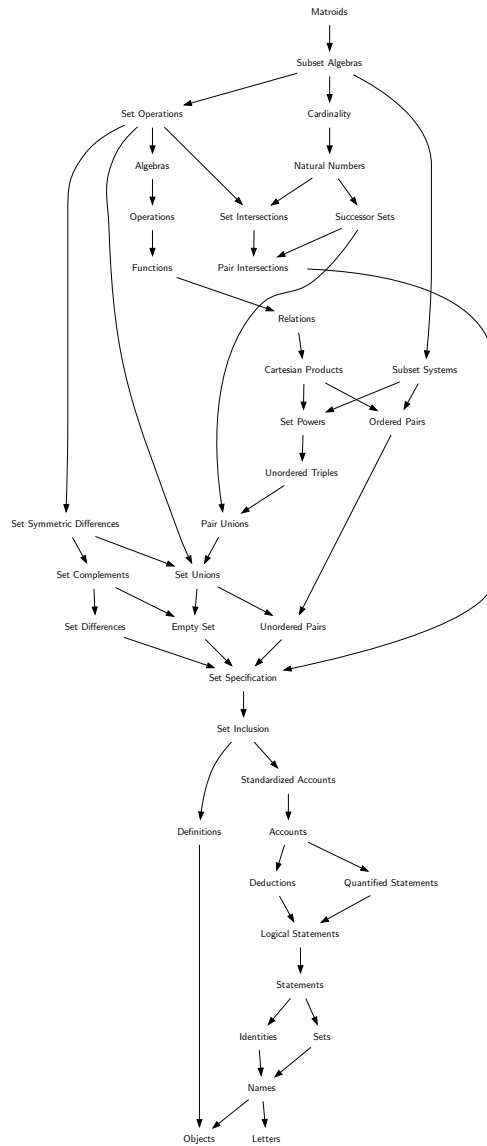 Matroids
Subset Algebras
Set Operations
Cardinality
Algebras
Natural Numbers
Operations
Set Intersections
Successor Sets
Functions
Pair Intersections
Relations
Cartesian Products
Subset Systems
Set Powers
Ordered Pairs
Unordered Triples
Set Symmetric Differences
Pair Unions
Set Complements
Set Unions
Set Differences
Empty Set
Unordered Pairs
Set Specification
Set Inclusion
Standardized Accounts
Definitions
Accounts
Deductions
Quantified Statements
Logical Statements
Statements
Identities
Sets
Names
Objects
Letters